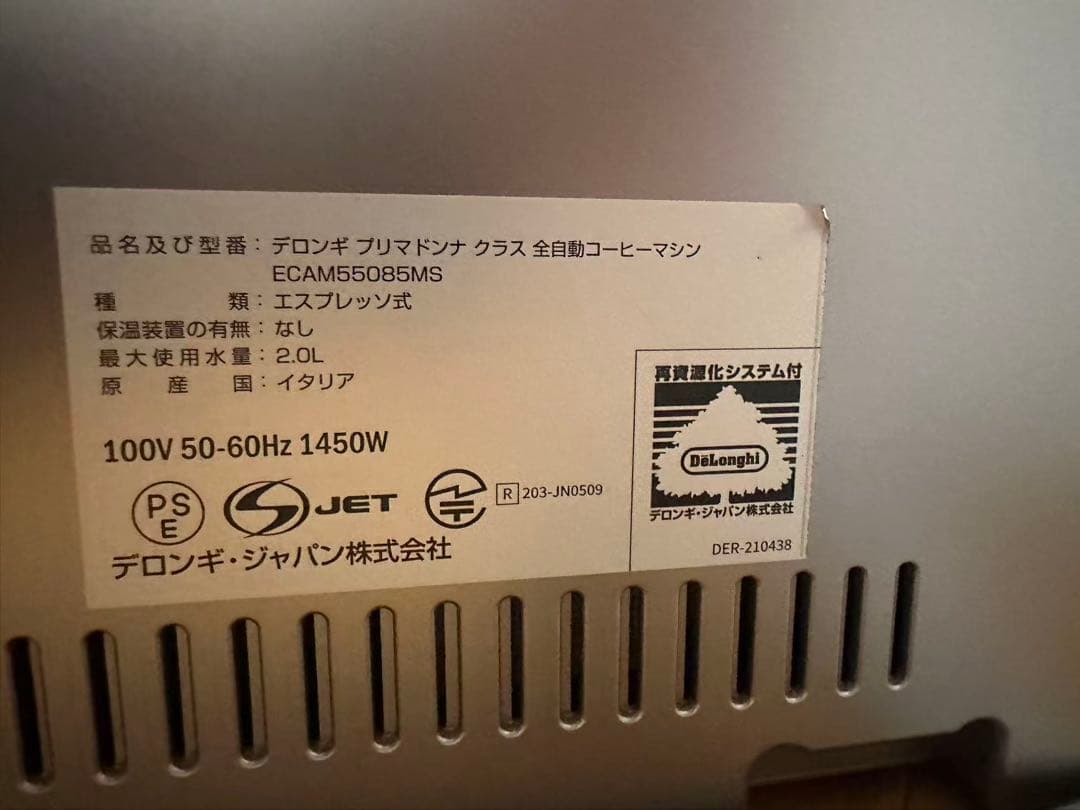 品名及び型番：デロンギ プリマドンナ クラス 全自動コーヒーマシン
ECAM55085MS
種類：エスプレッソ式
保温装置の有無：なし
最大使用水量：2.0L
原産国：イタリア
100V 50-60Hz 1450W
PSE
JET
R 203-JN0509
デロンギ・ジャパン株式会社
再資源化システム付
DēLonghi
デロンギ・ジャパン株式会社
DER-210438